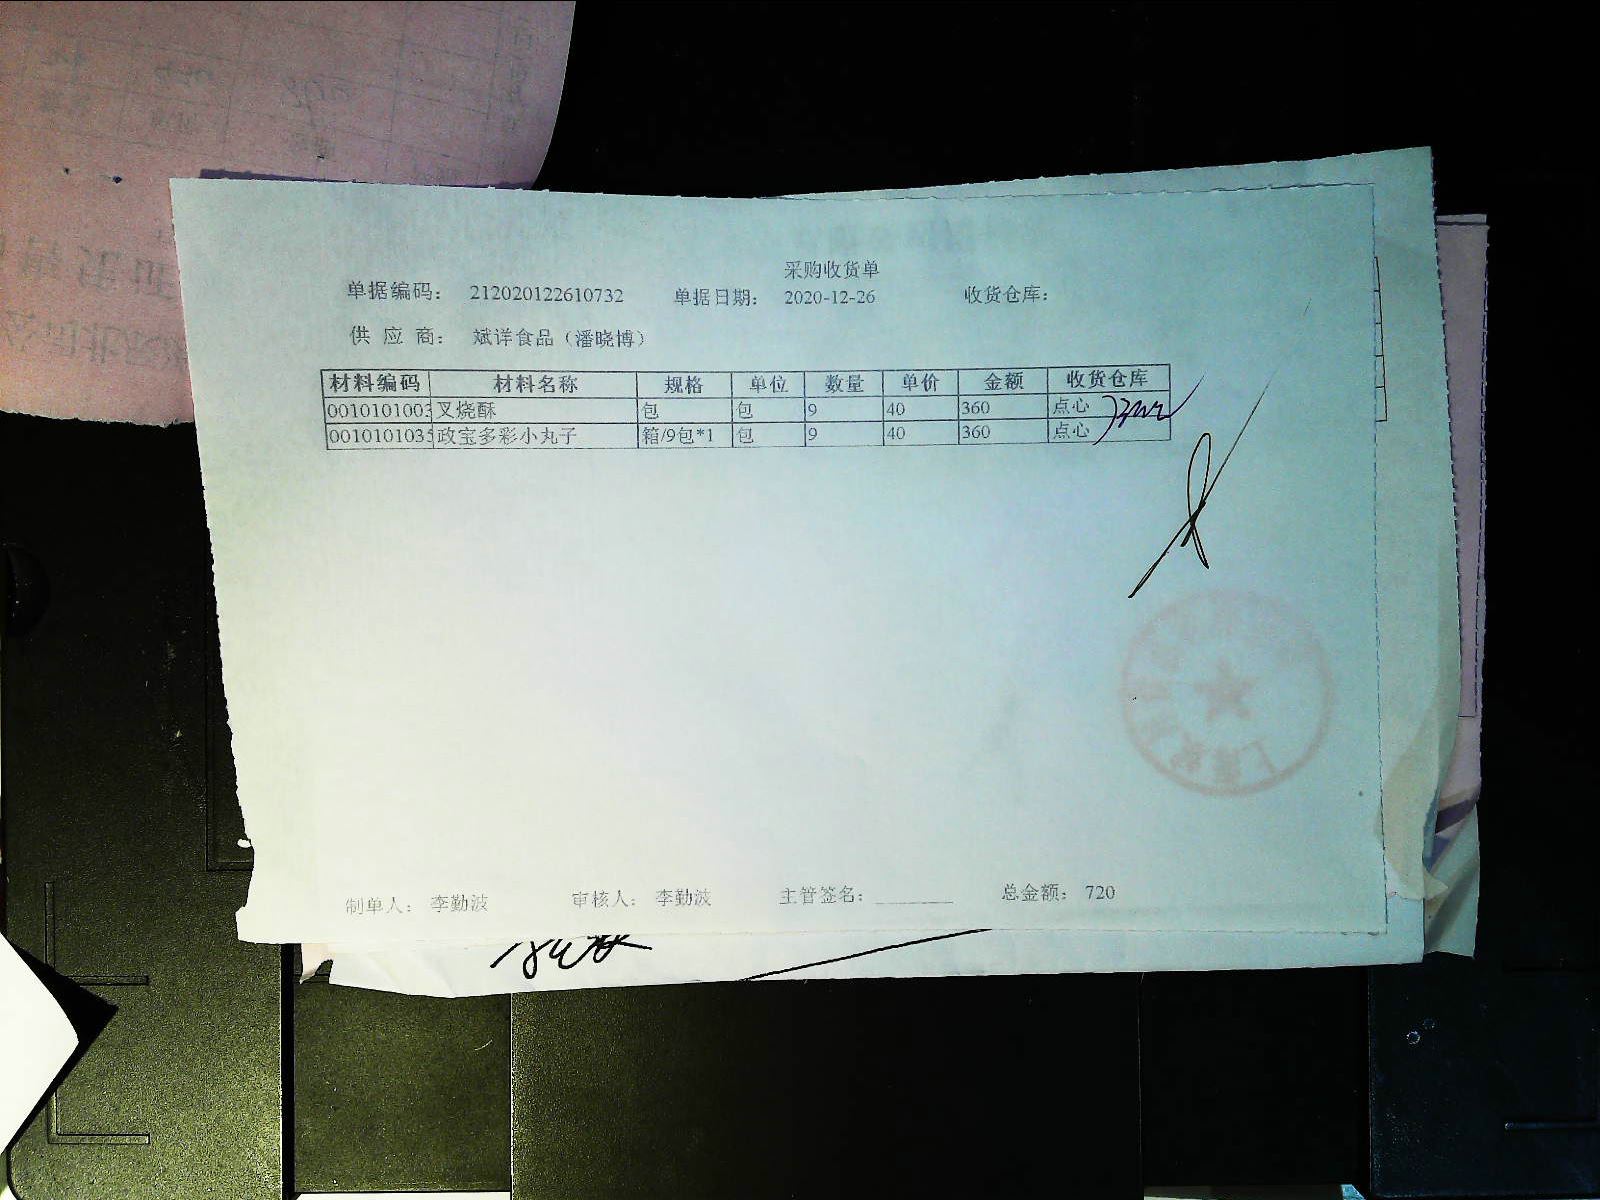 采购收货单
单据编码： 212020122610732 单据日期： 2020-12-26 收货仓库：
供 应 商： 斌详食品（潘晓博）
材料编码 材料名称 规格 单位 数量 单价 金额 收货仓库
0010101003 叉烧酥 包 包 9 40 360 点心
0010101035 政宝多彩小丸子 箱/9包*1 包 9 40 360 点心
制单人： 李勤波 审核人： 李勤波 主管签名：________ 总金额： 720